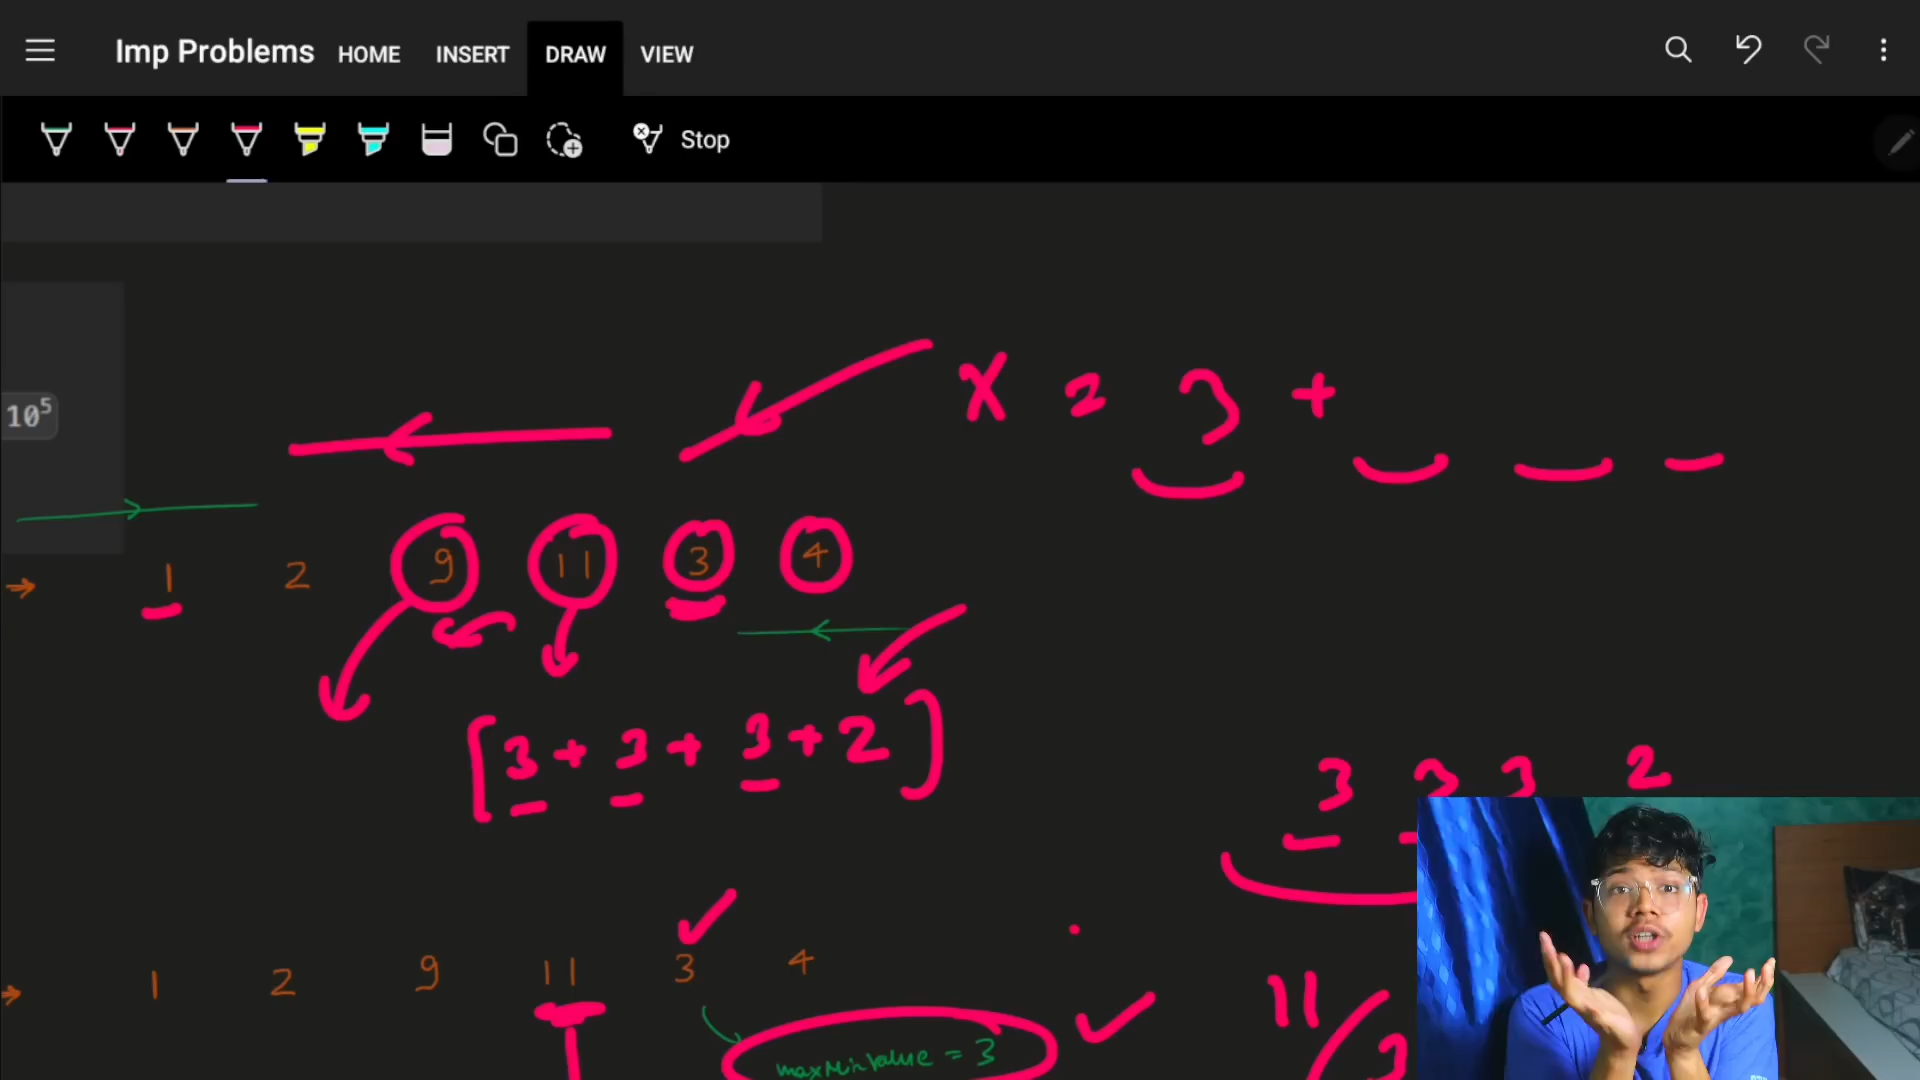 Imp Problems HOME INSERT DRAW VIEW
Stop
10⁵
X 2 3 +
1 2 9 11 3 4
[3 + 3 + 3 + 2]
3 3 3 2
1 2 9 11 3 4
11/3
maxMinValue = 3